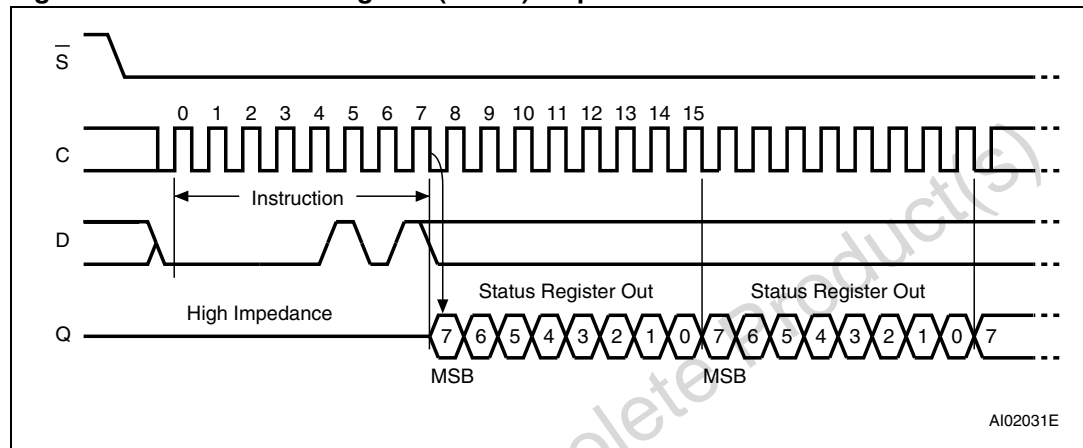 S
0 1 2 3 4 5 6 7 8 9 10 11 12 13 14 15
C
Instruction
D
Status Register Out Status Register Out
High Impedance
Q 7 6 5 4 3 2 1 0 7 6 5 4 3 2 1 0 7
MSB MSB
AI02031E